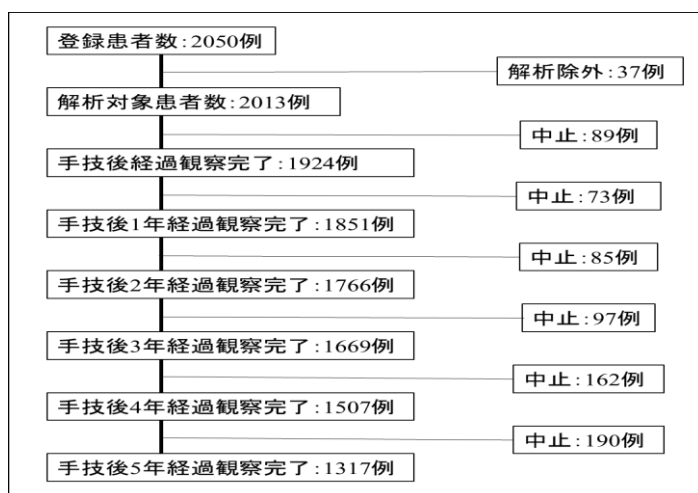 登録患者数:2050例
解析除外:37例
解析対象患者数:2013例
中止:89例
手技後経過観察完了:1924例
中止:73例
手技後1年経過観察完了:1851例
中止:85例
手技後2年経過観察完了:1766例
中止:97例
手技後3年経過観察完了:1669例
中止:162例
手技後4年経過観察完了:1507例
中止:190例
手技後5年経過観察完了:1317例